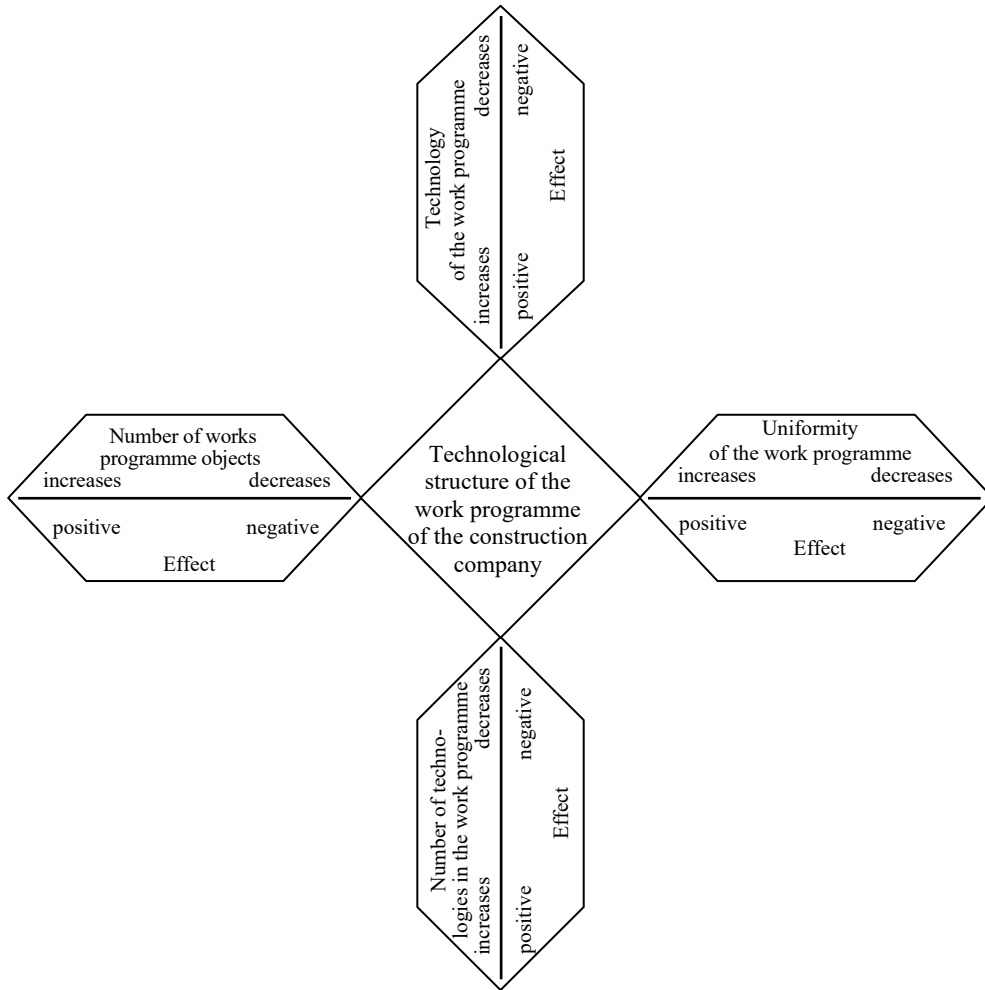 Technology
of the work programme
increases
decreases
positive
negative
Effect
Number of works
programme objects
increases
decreases
positive
negative
Effect
Technological
structure of the
work programme
of the construction
company
Uniformity
of the work programme
increases
decreases
positive
negative
Effect
Number of techno-
logies in the work programme
increases
decreases
positive
negative
Effect